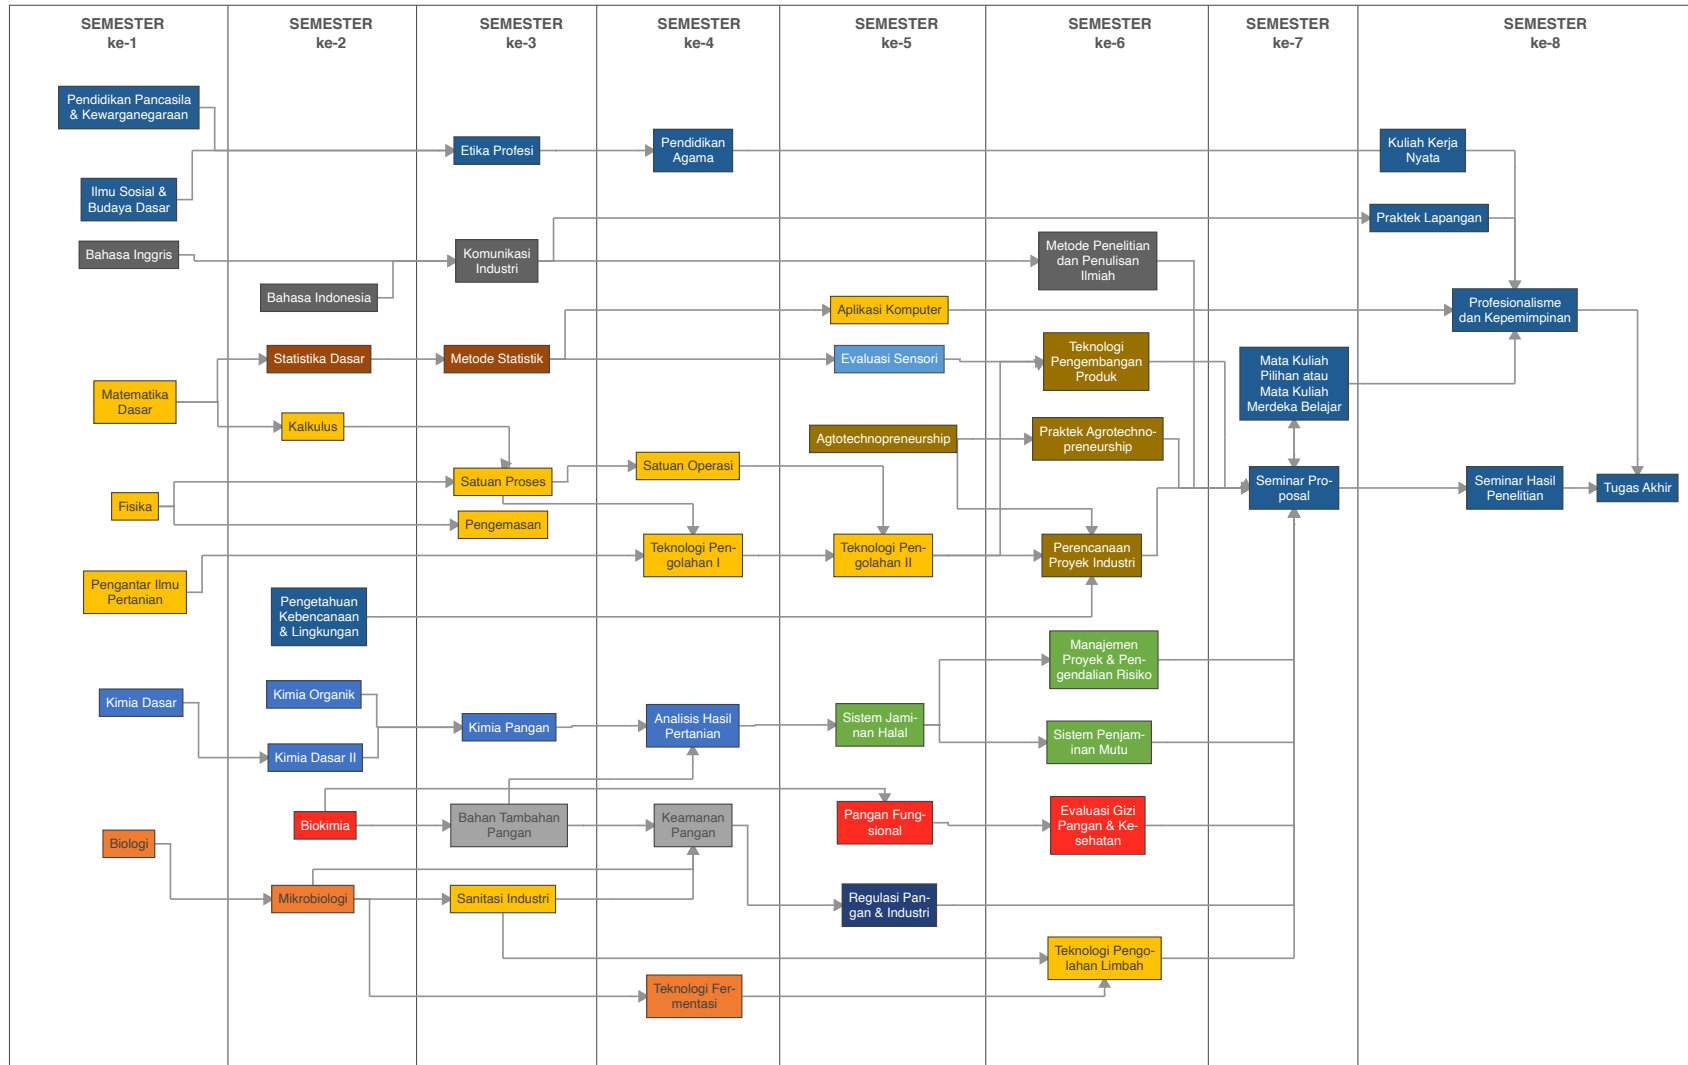 SEMESTER
ke-1
SEMESTER
ke-2
SEMESTER
ke-3
SEMESTER
ke-4
SEMESTER
ke-5
SEMESTER
ke-6
SEMESTER
ke-7
SEMESTER
ke-8
Pendidikan Pancasila
& Kewarganegaraan
Ilmu Sosial &
Budaya Dasar
Bahasa Inggris
Matematika
Dasar
Fisika
Pengantar Ilmu
Pertanian
Kimia Dasar
Biologi
Bahasa Indonesia
Statistika Dasar
Kalkulus
Pengetahuan
Kebencanaan
& Lingkungan
Kimia Organik
Kimia Dasar II
Biokimia
Mikrobiologi
Etika Profesi
Komunikasi
Industri
Metode Statistik
Satuan Proses
Pengemasan
Kimia Pangan
Bahan Tambahan
Pangan
Sanitasi Industri
Pendidikan
Agama
Satuan Operasi
Teknologi Pen-
golahan I
Analisis Hasil
Pertanian
Keamanan
Pangan
Teknologi Fer-
mentasi
Aplikasi Komputer
Evaluasi Sensori
Agtotechnopreneurship
Teknologi Pen-
golahan II
Sistem Jami-
nan Halal
Pangan Fung-
sional
Regulasi Pan-
gan & Industri
Metode Penelitian
dan Penulisan
Ilmiah
Teknologi
Pengembangan
Produk
Praktek Agrotechno-
preneurship
Perencanaan
Proyek Industri
Manajemen
Proyek & Pen-
gendalian Risiko
Sistem Penjam-
inan Mutu
Evaluasi Gizi
Pangan & Ke-
sehatan
Teknologi Pengo-
lahan Limbah
Mata Kuliah
Pilihan atau
Mata Kuliah
Merdeka Belajar
Seminar Pro-
posal
Kuliah Kerja
Nyata
Praktek Lapangan
Profesionalisme
dan Kepemimpinan
Seminar Hasil
Penelitian
Tugas Akhir